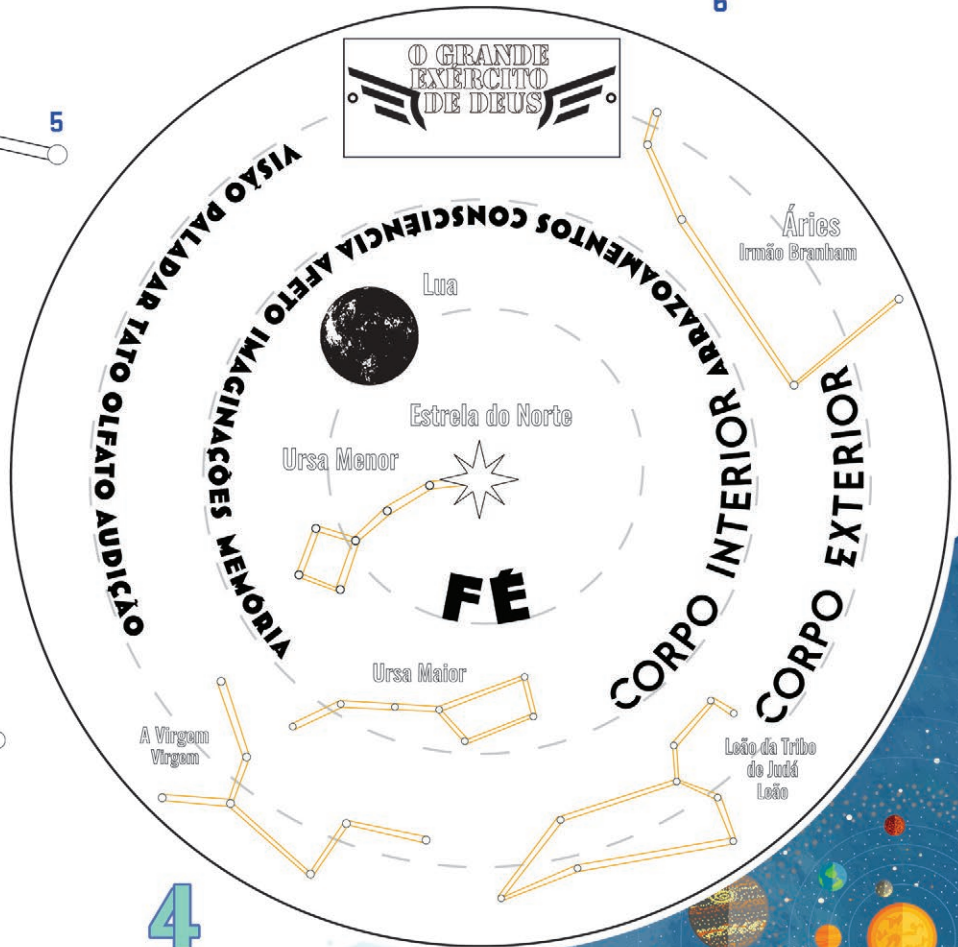 6
O GRANDE
EXÉRCITO
DE DEUS
5
VISÃO PALADAR TATO OLFATO AUDIÇÃO
ARRAZOAMENTOS CONSCIÊNCIA AFETO IMAGINAÇÕES MEMÓRIA
Áries
Irmão Branham
Lua
Estrela do Norte
Ursa Menor
FÉ
CORPO INTERIOR
CORPO EXTERIOR
Ursa Maior
A Virgem
Virgem
Leão da Tribo
de Judá
Leão
4